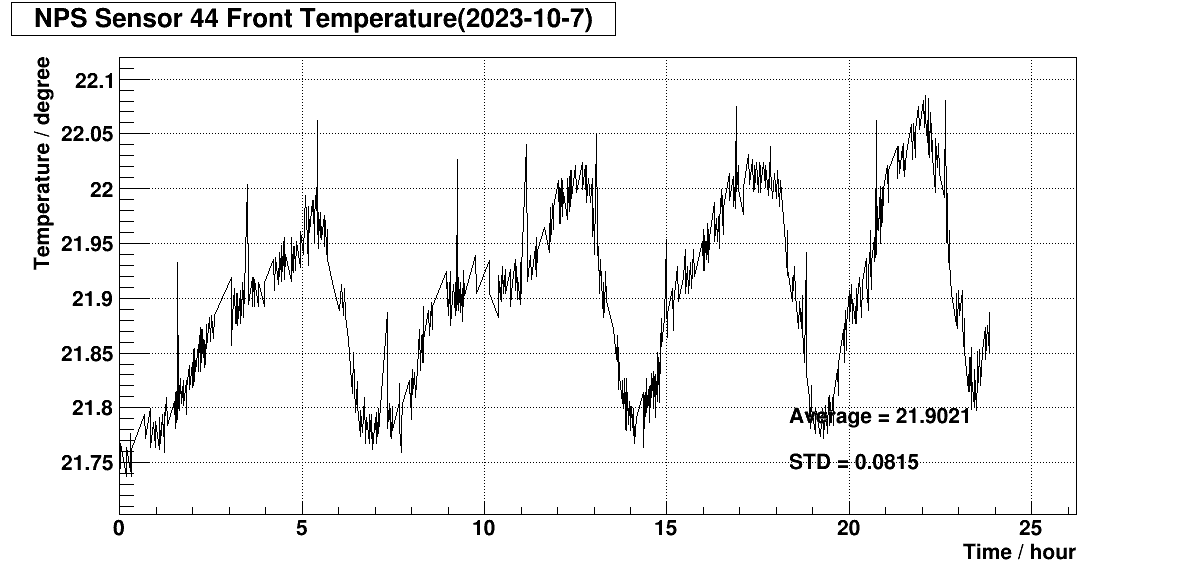 NPS Sensor 44 Front Temperature(2023-10-7)
Temperature / degree
22.1
22.05
22
21.95
21.9
21.85
21.8
21.75
Average = 21.9021
STD = 0.0815
0 5 10 15 20 25
Time / hour